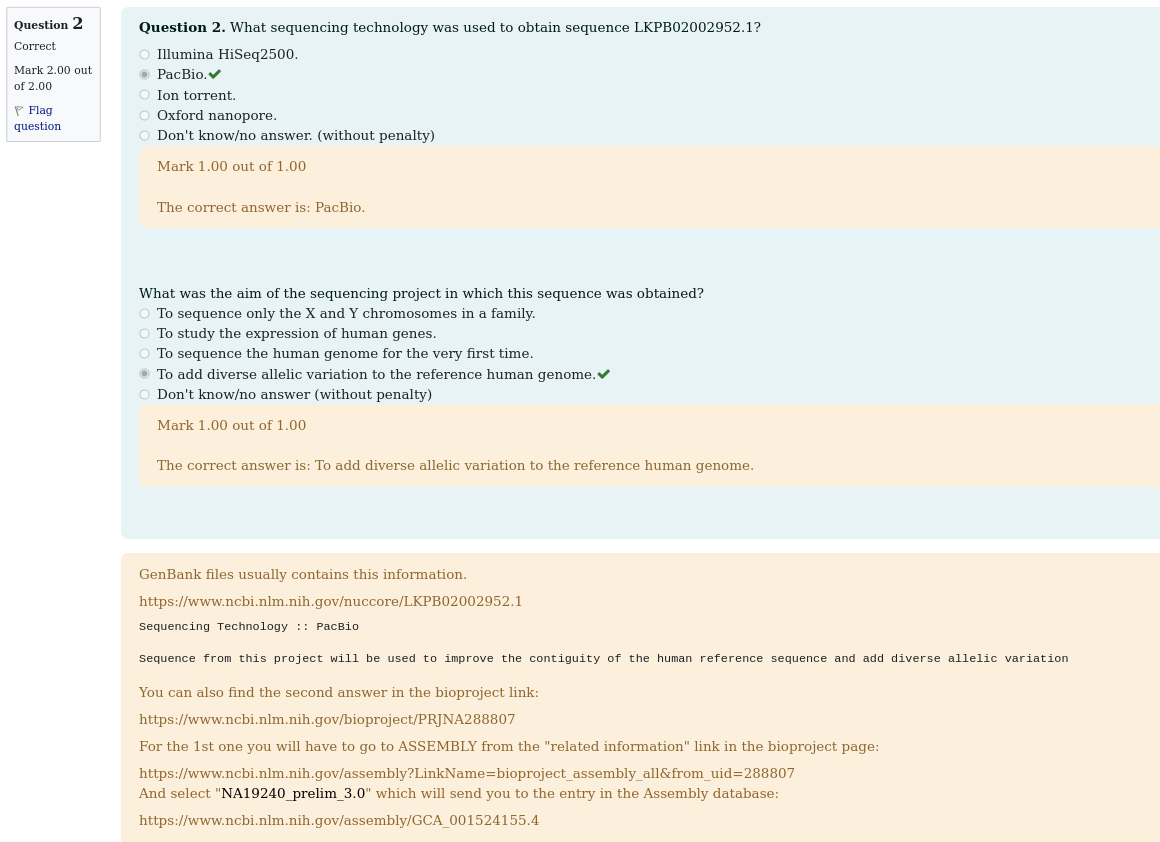 Question 2
Correct
Mark 2.00 out
of 2.00
Flag
question
Question 2. What sequencing technology was used to obtain sequence LKPB02002952.1?
Illumina HiSeq2500.
PacBio.
Ion torrent.
Oxford nanopore.
Don't know/no answer. (without penalty)
Mark 1.00 out of 1.00
The correct answer is: PacBio.
What was the aim of the sequencing project in which this sequence was obtained?
To sequence only the X and Y chromosomes in a family.
To study the expression of human genes.
To sequence the human genome for the very first time.
To add diverse allelic variation to the reference human genome.
Don't know/no answer (without penalty)
Mark 1.00 out of 1.00
The correct answer is: To add diverse allelic variation to the reference human genome.
GenBank files usually contains this information.
https://www.ncbi.nlm.nih.gov/nuccore/LKPB02002952.1
Sequencing Technology :: PacBio
Sequence from this project will be used to improve the contiguity of the human reference sequence and add diverse allelic variation
You can also find the second answer in the bioproject link:
https://www.ncbi.nlm.nih.gov/bioproject/PRJNA288807
For the 1st one you will have to go to ASSEMBLY from the "related information" link in the bioproject page:
https://www.ncbi.nlm.nih.gov/assembly?LinkName=bioproject_assembly_all&from_uid=288807
And select "NA19240_prelim_3.0" which will send you to the entry in the Assembly database:
https://www.ncbi.nlm.nih.gov/assembly/GCA_001524155.4